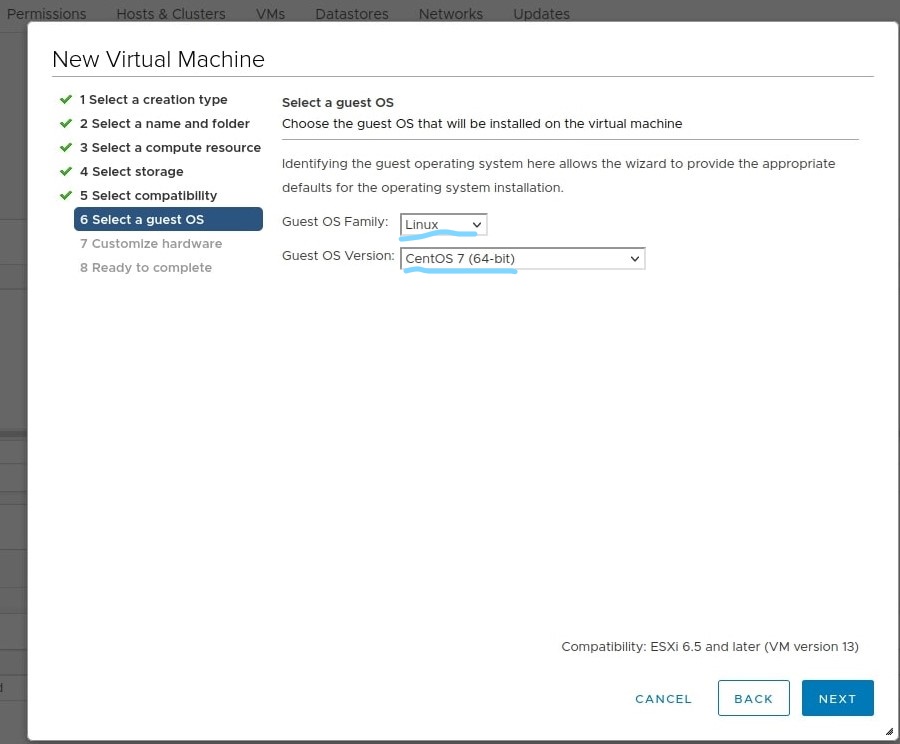 Permissions Hosts & Clusters VMs Datastores Networks Updates
New Virtual Machine
1 Select a creation type
2 Select a name and folder
3 Select a compute resource
4 Select storage
5 Select compatibility
6 Select a guest OS
7 Customize hardware
8 Ready to complete
Select a guest OS
Choose the guest OS that will be installed on the virtual machine
Identifying the guest operating system here allows the wizard to provide the appropriate
defaults for the operating system installation.
Guest OS Family: Linux
Guest OS Version: CentOS 7 (64-bit)
Compatibility: ESXi 6.5 and later (VM version 13)
CANCEL BACK NEXT